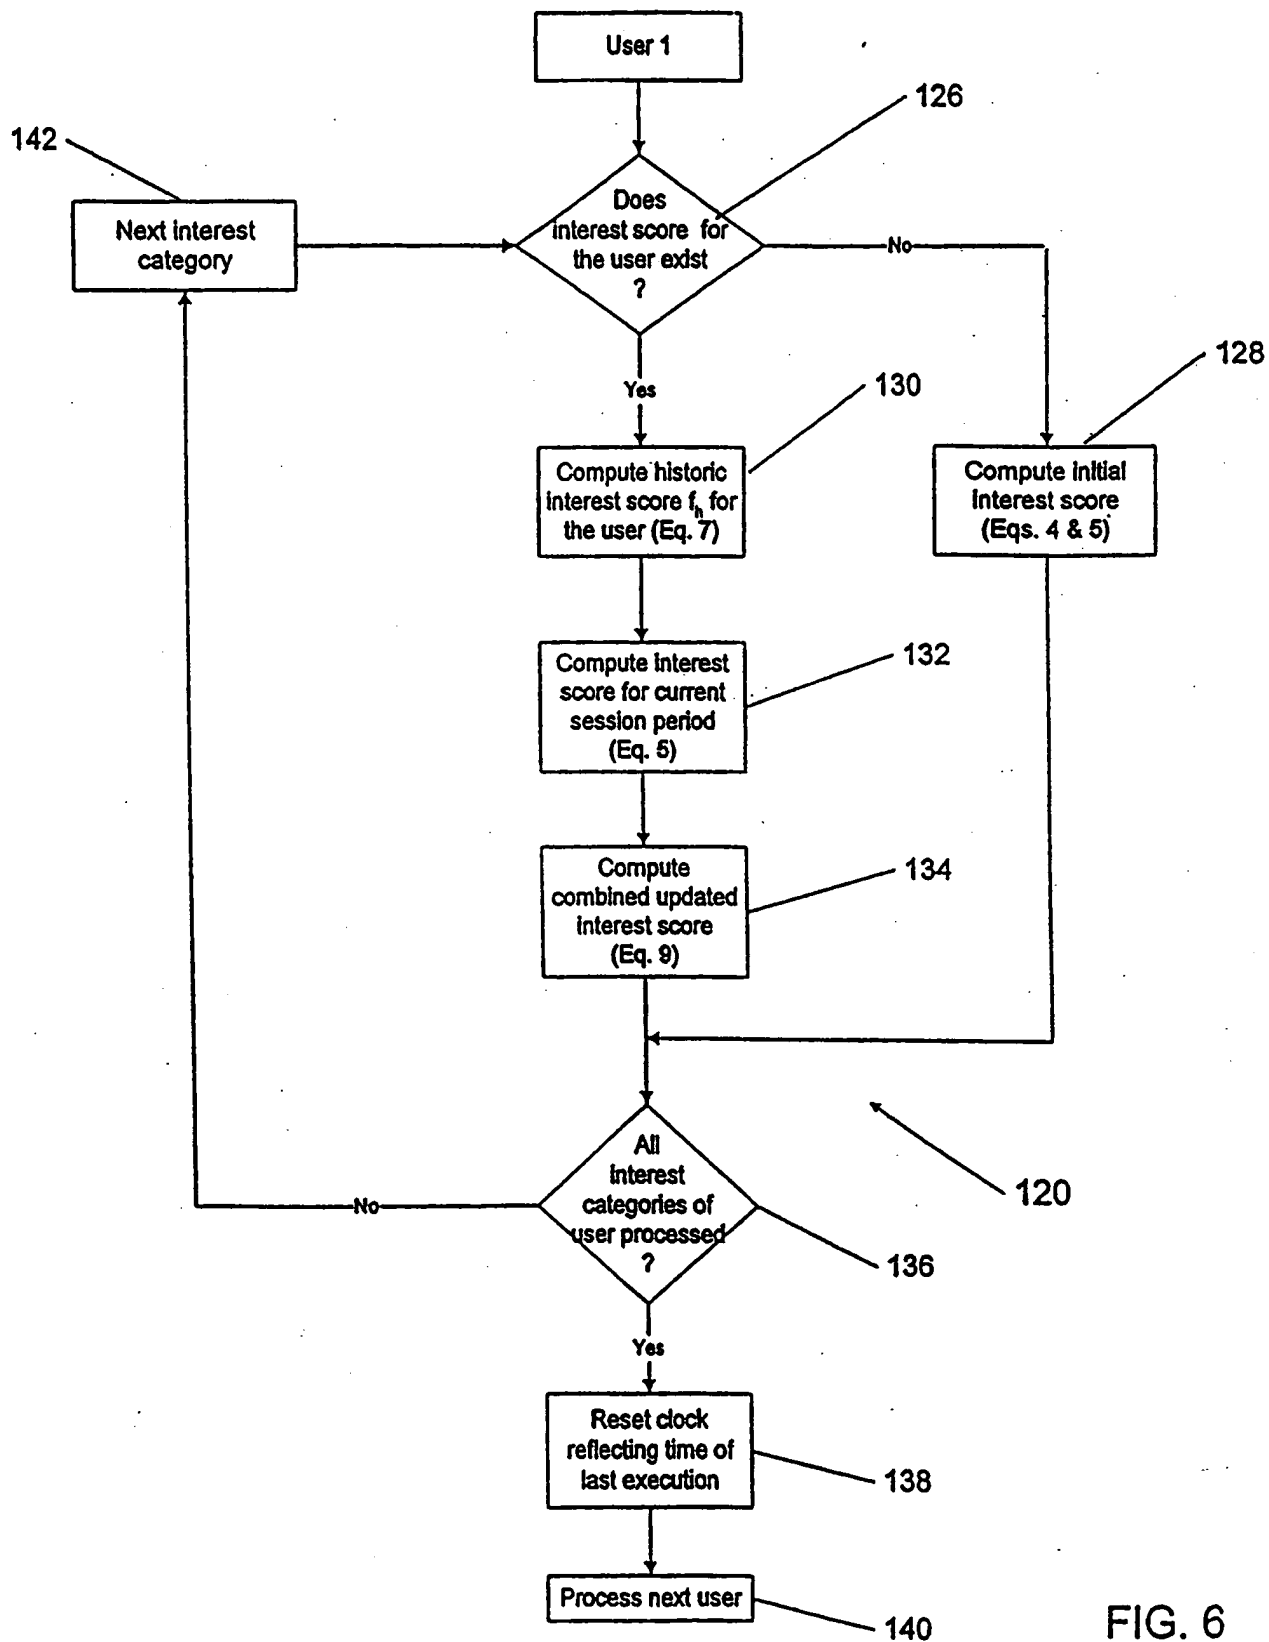 User 1
126
142
Does
interest score for
the user exist
?
Next interest
category
No
Yes
130
128
Compute historic
interest score fh for
the user (Eq. 7)
Compute initial
interest score
(Eqs. 4 & 5)
Compute interest
score for current
session period
(Eq. 5)
132
Compute
combined updated
interest score
(Eq. 9)
134
All
interest
categories of
user processed
?
No
120
136
Yes
Reset clock
reflecting time of
last execution
138
Process next user
140
FIG. 6